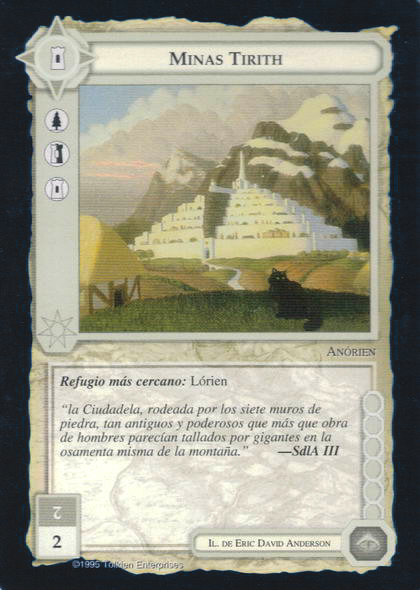 Minas Tirith
Anórien
Refugio más cercano: Lórien
“la Ciudadela, rodeada por los siete muros de
piedra, tan antiguos y poderosos que más que obra
de hombres parecían tallados por gigantes en la
osamenta misma de la montaña.” —SdlA III
2
2
Il. de Eric David Anderson
©1995 Tolkien Enterprises